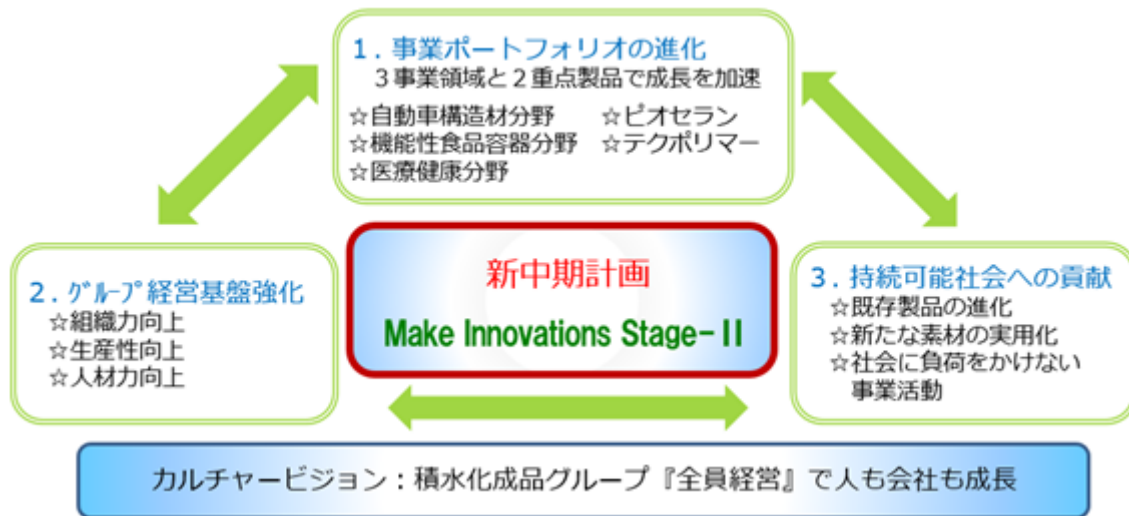 1．事業ポートフォリオの進化
３事業領域と２重点製品で成長を加速
☆自動車構造材分野 ☆ピオセラン
☆機能性食品容器分野 ☆テクポリマー
☆医療健康分野
新中期計画
Make Innovations Stage-II
2．ｸﾞﾙｰﾌﾟ経営基盤強化
☆組織力向上
☆生産性向上
☆人材力向上
3．持続可能社会への貢献
☆既存製品の進化
☆新たな素材の実用化
☆社会に負荷をかけない
事業活動
カルチャービジョン：積水化成品グループ『全員経営』で人も会社も成長